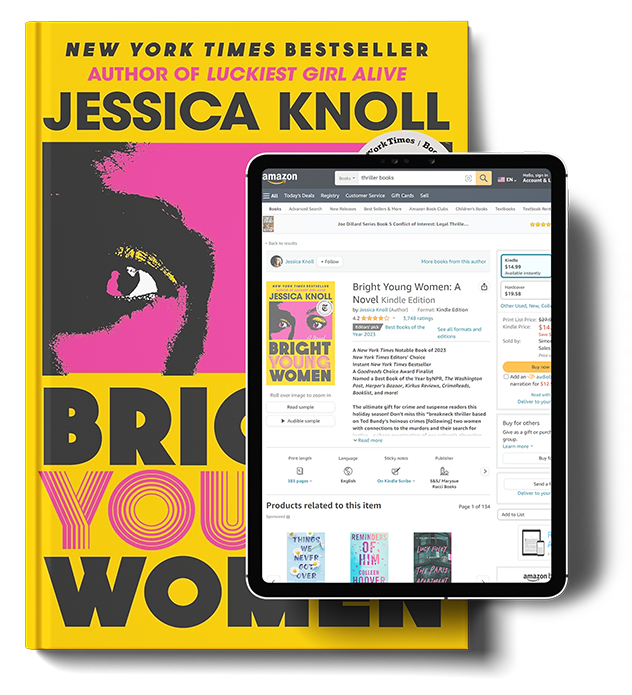 NEW YORK TIMES BESTSELLER
AUTHOR OF LUCKIEST GIRL ALIVE
JESSICA KNOLL
BRIG
YOU
WOMEN
amazon
Books
thriller books
EN
Hello, sign in
Account & L
All Today's Deals Registry Customer Service Gift Cards Sell
Books Advanced Search New Releases Best Sellers & More Amazon Book Clubs Children's Books Textbooks
Joe Dillard Series Book 5 Conflict of Interest: Legal Thrille...
‹ Back to results
Jessica Knoll
+ Follow
More books from this author
Bright Young Women: A
Novel Kindle Edition
by Jessica Knoll (Author) Format: Kindle Edition
4.2
3,748 ratings
Editors' pick
Best Books of the
Year 2023
See all formats and
editions
NEW YORK TIMES BESTSELLER
AUTHOR OF LUCKIEST GIRL ALIVE
JESSICA KNOLL
BRIGHT
YOUNG
WOMEN
Roll over image to zoom in
Read sample
Audible sample
A New York Times Notable Book of 2023
New York Times Editors' Choice
Instant New York Times Bestseller
A Goodreads Choice Award Finalist
Named a Best Book of the Year byNPR, The Washington
Post, Harper's Bazaar, Kirkus Reviews, Crimereads,
Booklist, and more!
The ultimate gift for crime and suspense readers this
holiday season! Don't miss this "breakneck thriller based
on Ted Bundy's heinous crimes [following] two women
with connections to the murders and their search for
Read more
Print length
Language
Sticky notes
Publisher
383 pages
English
On Kindle Scribe
S&S/ Marysue
Rucci Books
Products related to this item
Page 1 of 134
Sponsored
THINGS
WE
NEVER
GOT
OVER
REMINDERS
OF
HIM
COLLEEN
HOOVER
LUCY FOLEY
THE PARIS
APARTMENT
Kindle
$14.99
Available instantly
Hardcover
$19.58
Other Used, New, Coll
Print List Price:
Kindle Price: $14.
Sold by:
Buy now
Add an
narration for $12.
Deliver to your
Buy for others
Give as a gift or purch
group.
Learn more
Buy fo
Send a
Deliver to your
Add to List